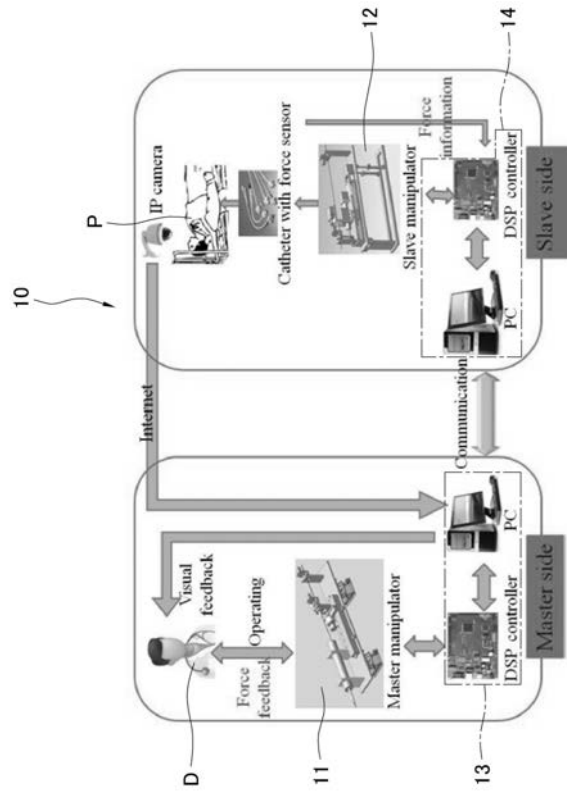 10
P
IP camera
Internet
Visual
feedback
D
Force
feedback
Operating
11
Master manipulator
DSP controller
PC
13
Master side
Communication
Catheter with force sensor
12
Slave manipulator
Force
information
PC
DSP controller
14
Slave side